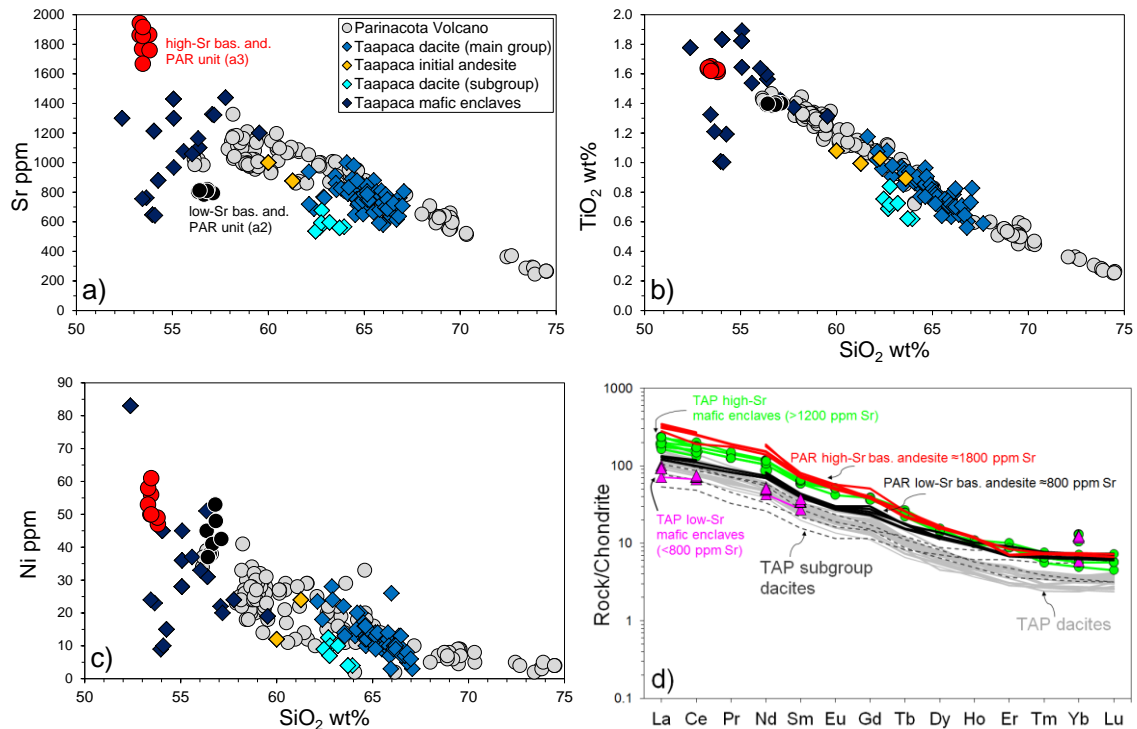 2000
1800
1600
1400
1200
1000
800
600
400
200
0
Sr ppm
50
55
60
65
70
75
high-Sr bas. and.
PAR unit (a3)
low-Sr bas. and.
PAR unit (a2)
Parinacota Volcano
Taapaca dacite (main group)
Taapaca initial andesite
Taapaca dacite (subgroup)
Taapaca mafic enclaves
a)
2.0
1.8
1.6
1.4
1.2
1.0
0.8
0.6
0.4
0.2
0.0
TiO2 wt%
50
55
60
65
70
75
SiO2 wt%
b)
90
80
70
60
50
40
30
20
10
0
Ni ppm
50
55
60
65
70
75
SiO2 wt%
c)
1000
100
10
1
0.1
Rock/Chondrite
TAP high-Sr
mafic enclaves (>1200 ppm Sr)
PAR high-Sr bas. andesite ≈1800 ppm Sr
PAR low-Sr bas. andesite ≈800 ppm Sr
TAP low-Sr
mafic enclaves
(<800 ppm Sr)
TAP subgroup
dacites
TAP dacites
d)
La Ce Pr Nd Sm Eu Gd Tb Dy Ho Er Tm Yb Lu